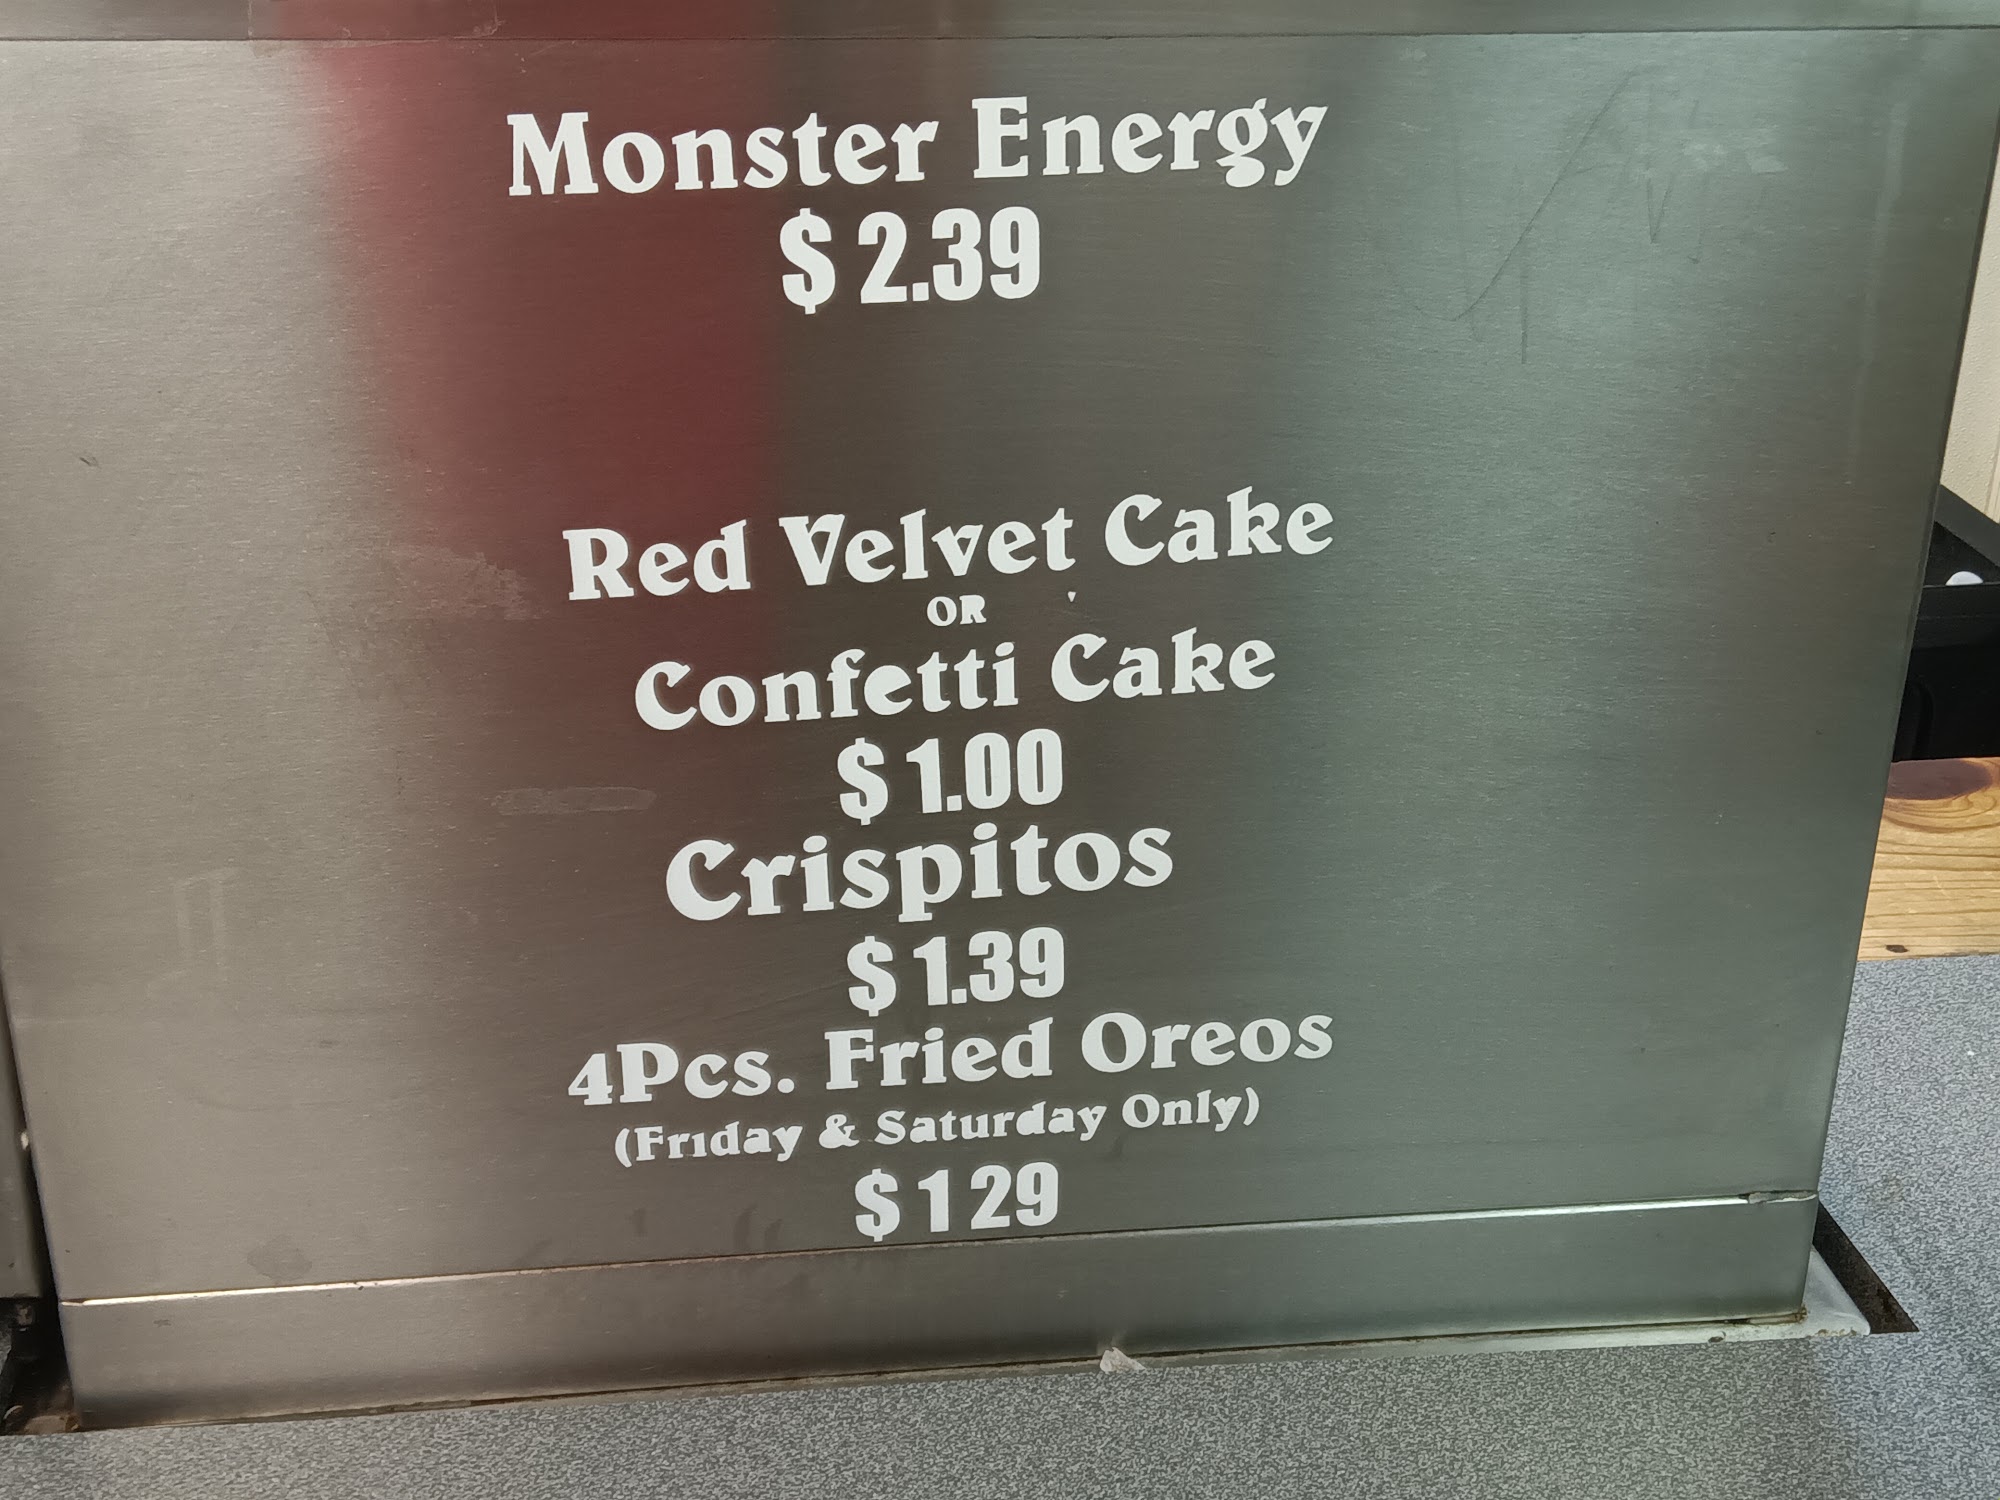 Monster Energy
$2.39
Red Velvet Cake
OR
Confetti Cake
$1.00
Crispitos
$1.39
4Pcs. Fried Oreos
(Friday & Saturday Only)
$129